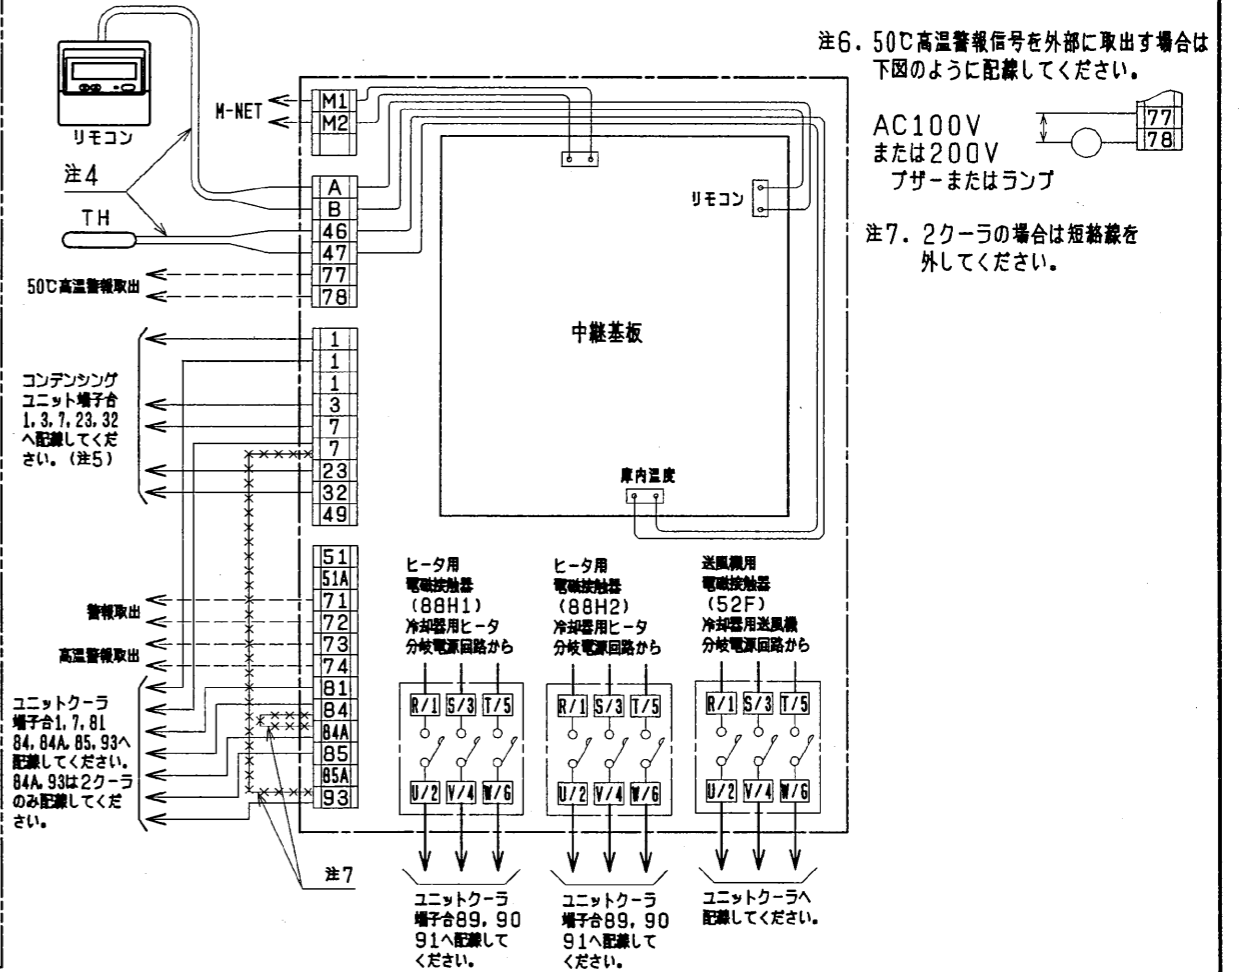 リモコン
注4
TH
50℃高温警報取出
コンデンシング
ユニット端子台
1, 3, 7, 23, 32
へ配線してくだ
さい。(注5)
警報取出
高温警報取出
ユニットクーラ
端子台1, 7, 81
84, 84A, 85, 93へ
配線してください。
84A, 93は2クーラ
のみ配線してくだ
さい。
注7
M-NET
M1
M2
A
B
46
47
77
78
1
1
1
3
7
7
23
32
49
51
51A
71
72
73
74
81
84
84A
85
85A
93
リモコン
中継基板
庫内温度
ヒータ用
電磁接触器
(88H1)
冷却器用ヒータ
分岐電源回路から
R/1 S/3 T/5
U/2 V/4 W/6
ユニットクーラ
端子台89, 90
91へ配線して
ください。
ヒータ用
電磁接触器
(88H2)
冷却器用ヒータ
分岐電源回路から
R/1 S/3 T/5
U/2 V/4 W/6
ユニットクーラ
端子台89, 90
91へ配線して
ください。
送風機用
電磁接触器
(52F)
冷却器用送風機
分岐電源回路から
R/1 S/3 T/5
U/2 V/4 W/6
ユニットクーラへ
配線してください。
注6. 50℃高温警報信号を外部に取出す場合は
下図のように配線してください。
AC100V
または200V
ブザーまたはランプ
77
78
注7. 2クーラの場合は短絡線を
外してください。